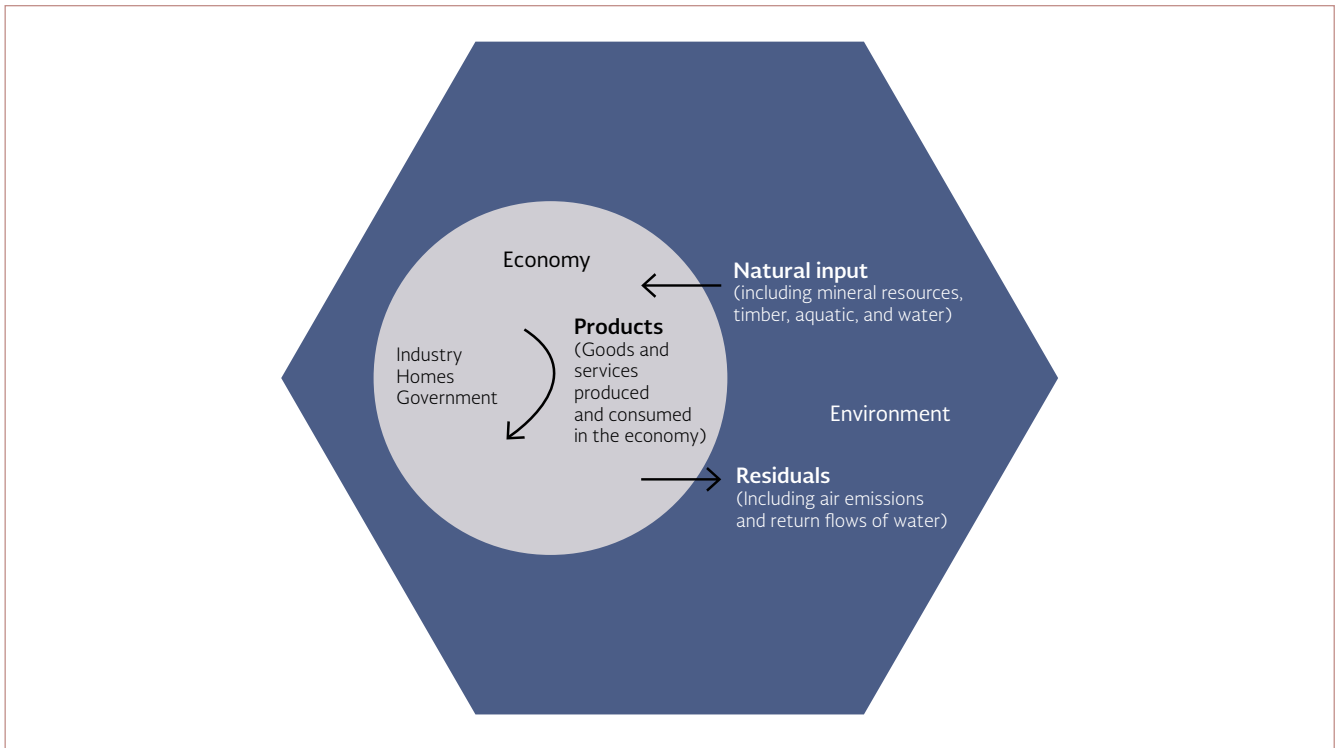 Economy
Natural input
(including mineral resources,
timber, aquatic, and water)
Products
(Goods and
services
produced
and consumed
in the economy)
Industry
Homes
Government
Environment
Residuals
(Including air emissions
and return flows of water)